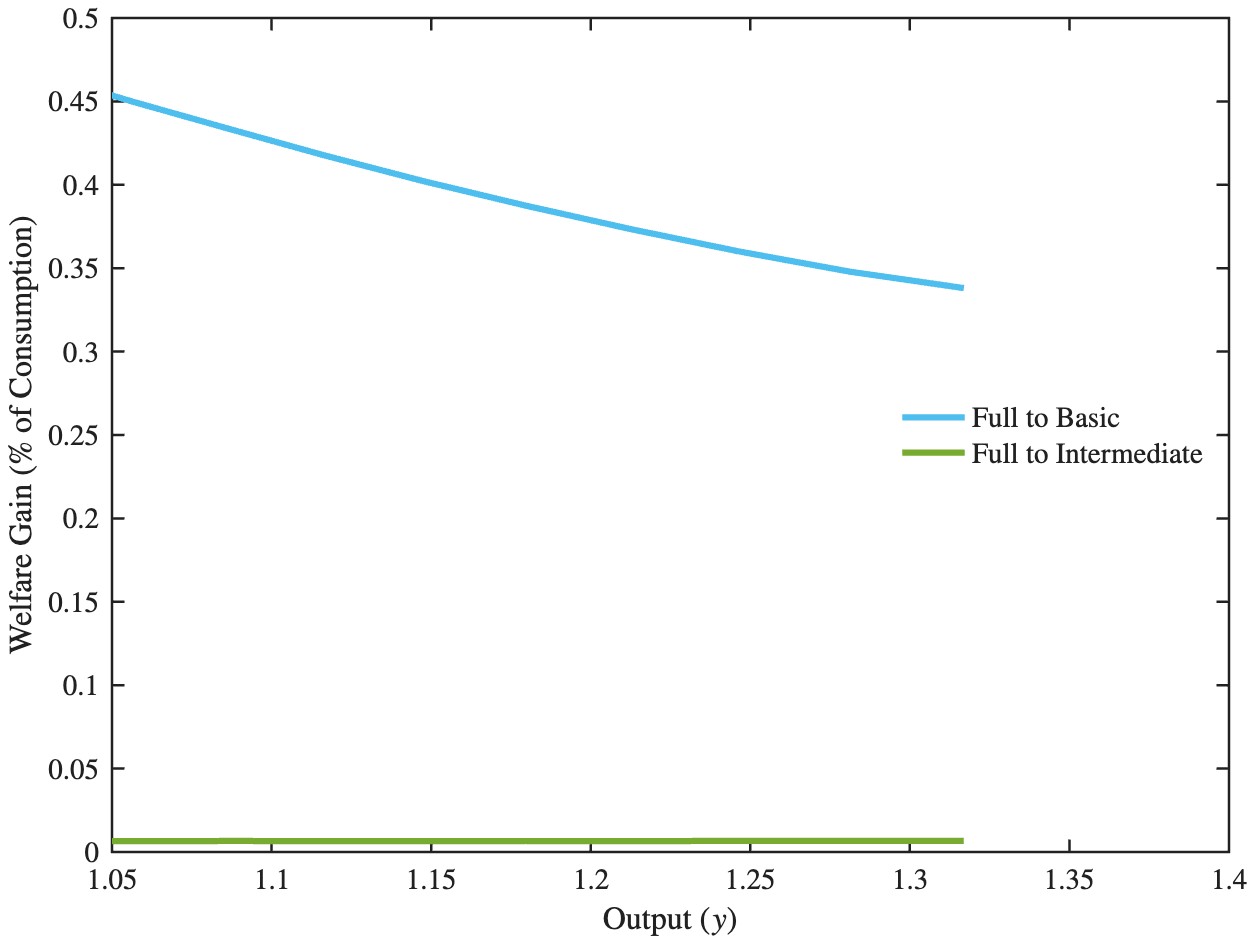 0.5
0.45
0.4
0.35
0.3
0.25
0.2
0.15
0.1
0.05
0
Welfare Gain (% of Consumption)
Full to Basic
Full to Intermediate
1.05 1.1 1.15 1.2 1.25 1.3 1.35 1.4
Output (y)